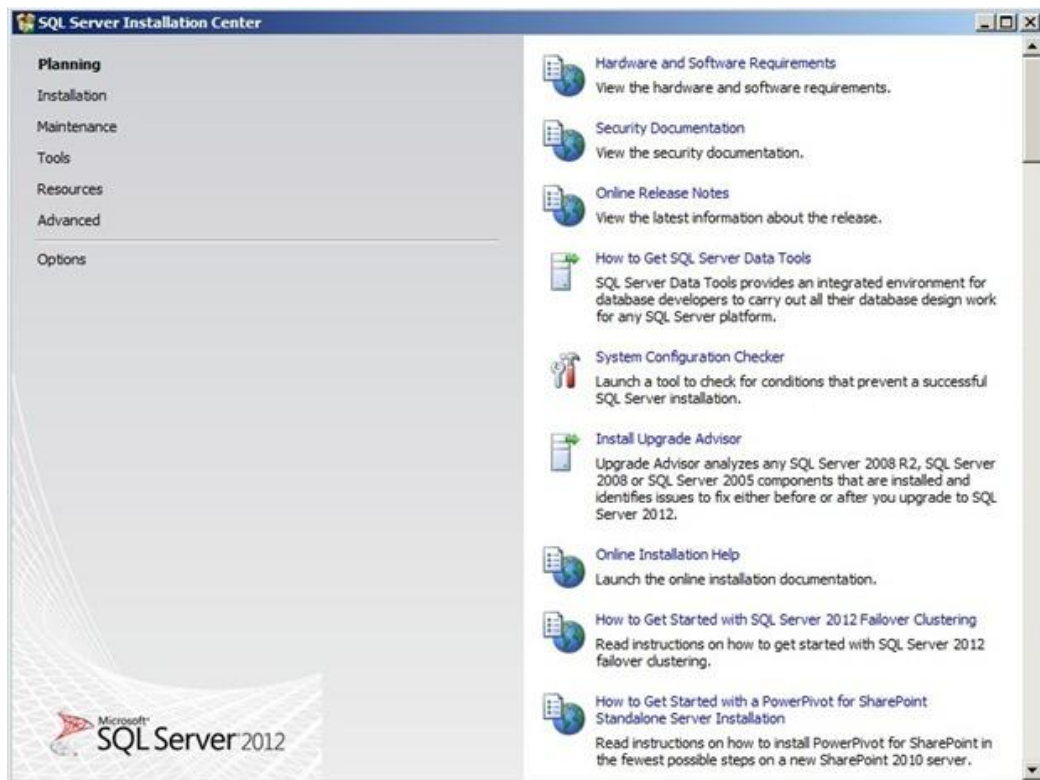 SQL Server Installation Center
Planning
Installation
Maintenance
Tools
Resources
Advanced
Options
Hardware and Software Requirements
View the hardware and software requirements.
Security Documentation
View the security documentation.
Online Release Notes
View the latest information about the release.
How to Get SQL Server Data Tools
SQL Server Data Tools provides an integrated environment for
database developers to carry out all their database design work
for any SQL Server platform.
System Configuration Checker
Launch a tool to check for conditions that prevent a successful
SQL Server installation.
Install Upgrade Advisor
Upgrade Advisor analyzes any SQL Server 2008 R2, SQL Server
2008 or SQL Server 2005 components that are installed and
identifies issues to fix either before or after you upgrade to SQL
Server 2012.
Online Installation Help
Launch the online installation documentation.
How to Get Started with SQL Server 2012 Failover Clustering
Read instructions on how to get started with SQL Server 2012
failover clustering.
How to Get Started with a PowerPivot for SharePoint
Standalone Server Installation
Read instructions on how to install PowerPivot for SharePoint in
the fewest possible steps on a new SharePoint 2010 server.
Microsoft®
SQL Server 2012